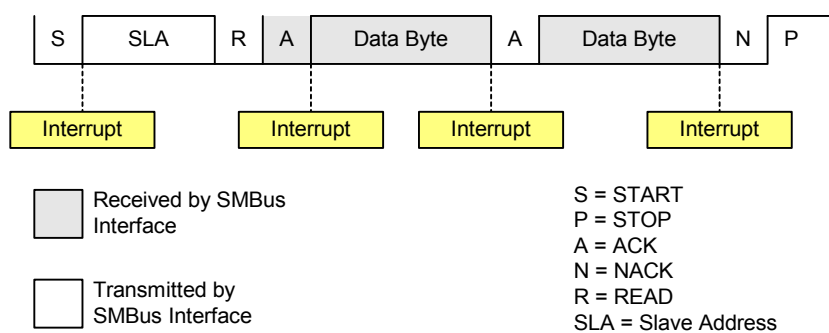 S SLA R A Data Byte A Data Byte N P
Interrupt Interrupt Interrupt Interrupt
Received by SMBus
Interface
Transmitted by
SMBus Interface
S = START
P = STOP
A = ACK
N = NACK
R = READ
SLA = Slave Address